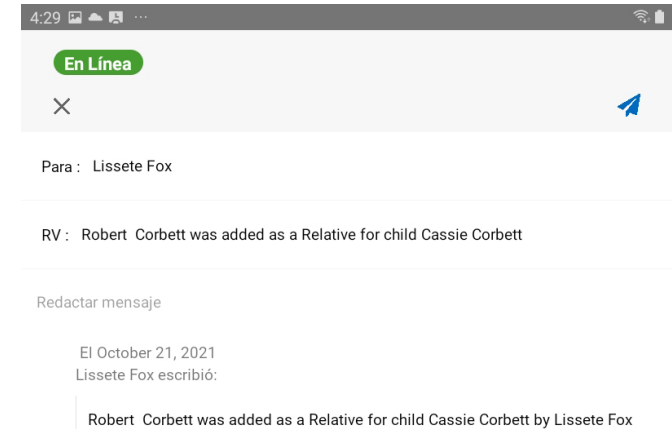 4:29
En Línea
Para : Lissete Fox
RV : Robert Corbett was added as a Relative for child Cassie Corbett
Redactar mensaje
El October 21, 2021
Lissete Fox escribió:
Robert Corbett was added as a Relative for child Cassie Corbett by Lissete Fox